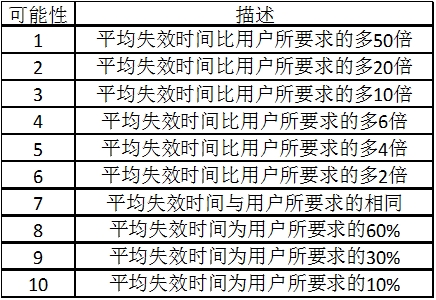 可能性 描述
1 平均失效时间比用户所要求的多50倍
2 平均失效时间比用户所要求的多20倍
3 平均失效时间比用户所要求的多10倍
4 平均失效时间比用户所要求的多6倍
5 平均失效时间比用户所要求的多4倍
6 平均失效时间比用户所要求的多2倍
7 平均失效时间与用户所要求的相同
8 平均失效时间为用户所要求的60%
9 平均失效时间为用户所要求的30%
10 平均失效时间为用户所要求的10%